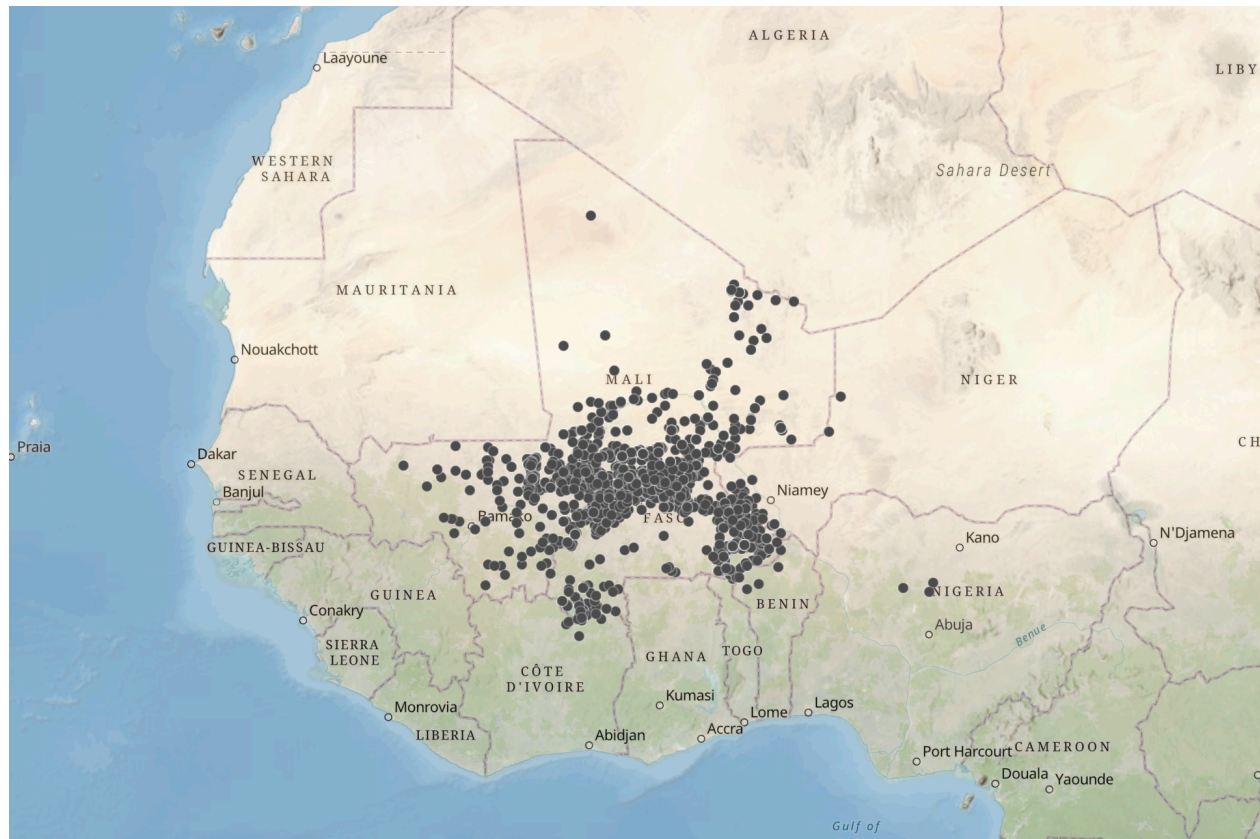 ALGERIA
Laayoune
LIBY
WESTERN
SAHARA
Sahara Desert
MAURITANIA
Nouakchott
MALI
NIGER
Praia
Dakar
SENEGAL
CH
Banjul
Niamey
Bamako
FASO
N'Djamena
Kano
GUINEA-BISSAU
GUINEA
NIGERIA
BENIN
Conakry
Abuja
Benue
SIERRA
LEONE
GHANA
TOGO
CÔTE
D'IVOIRE
Kumasi
Monrovia
Lome
Lagos
LIBERIA
Abidjan
Accra
Port Harcourt
CAMEROON
Douala
Yaounde
Gulf of